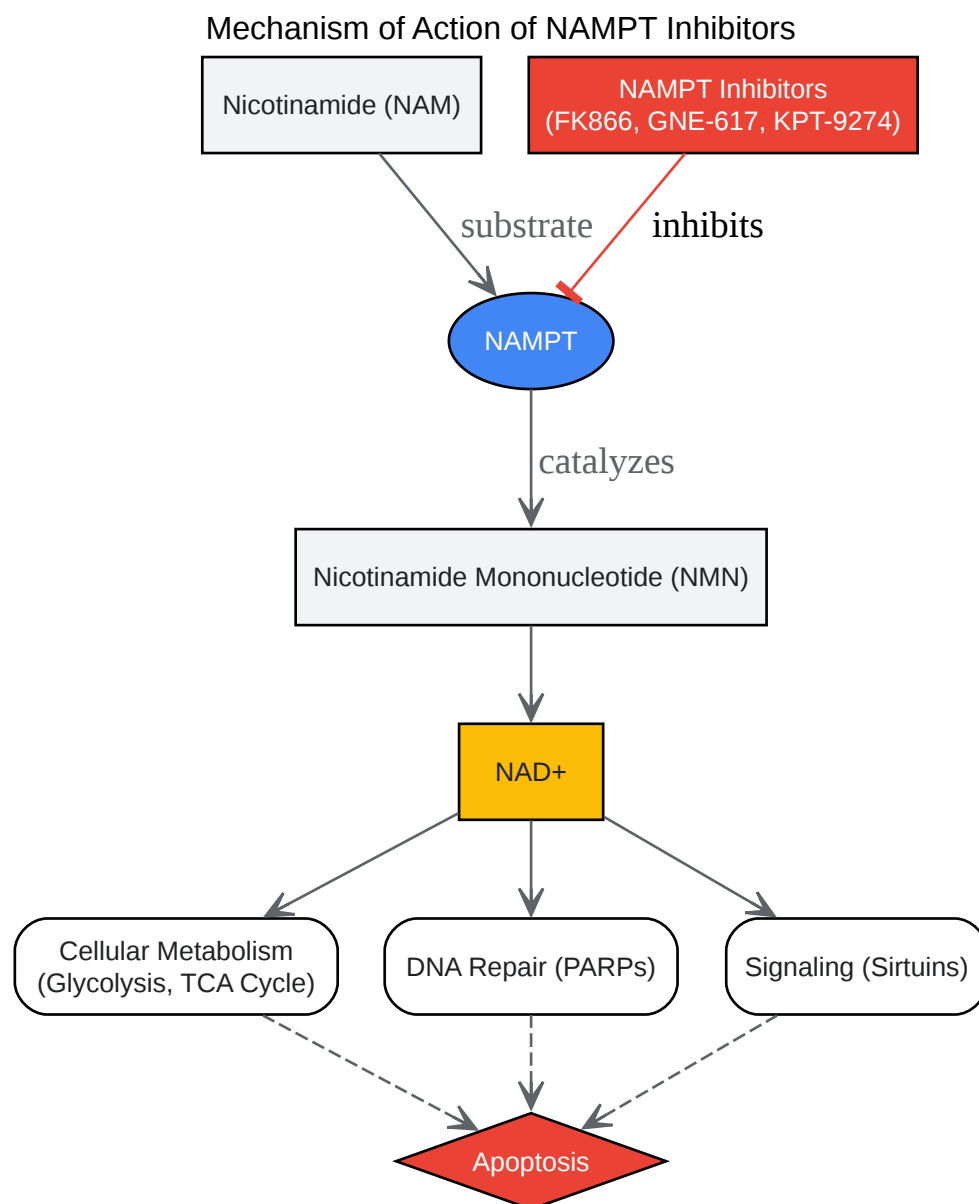 Mechanism of Action of NAMPT Inhibitors
Nicotinamide (NAM)
NAMPT Inhibitors
(FK866, GNE-617, KPT-9274)
substrate
inhibits
NAMPT
catalyzes
Nicotinamide Mononucleotide (NMN)
NAD+
Cellular Metabolism
(Glycolysis, TCA Cycle)
DNA Repair (PARPs)
Signaling (Sirtuins)
Apoptosis